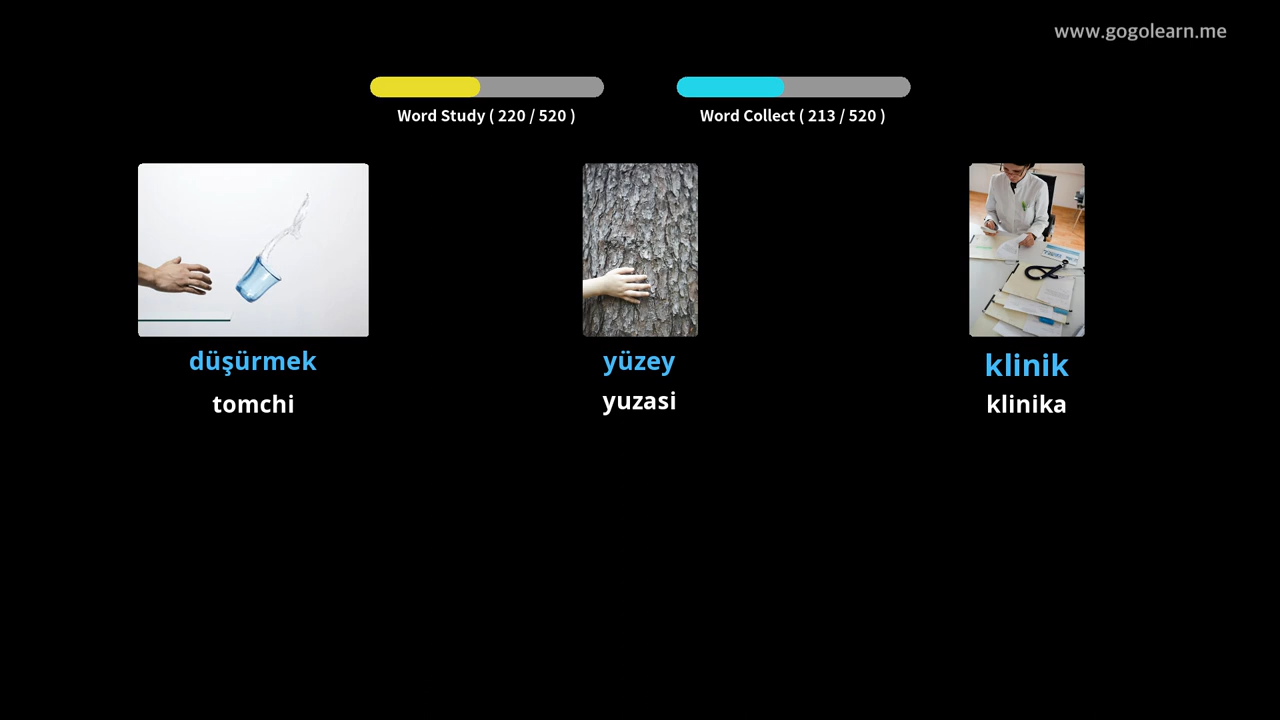 www.gogolearn.me
Word Study ( 220 / 520 )
Word Collect ( 213 / 520 )
düşürmek
tomchi
yüzey
yuzasi
klinik
klinika